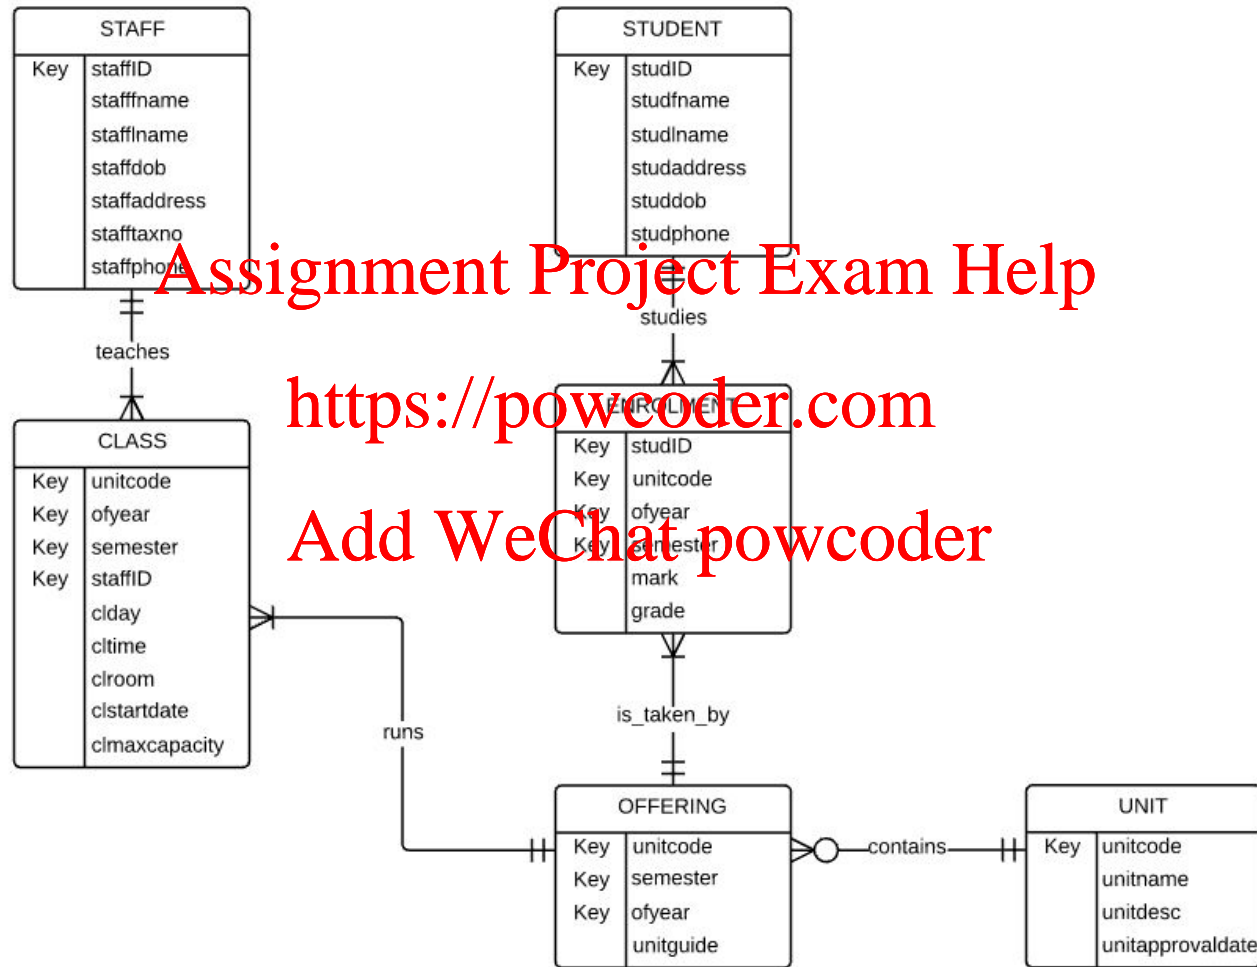 STAFF
Key staffID
stafffname
stafflname
staffdob
staffaddress
stafftaxno
staffphone
STUDENT
Key studID
studfname
studlname
studaddress
studdob
studphone
Assignment Project Exam Help
teaches
studies
https://powcoder.com
CLASS
Key unitcode
Key ofyear
Key semester
Key staffID
clday
cltime
clroom
clstartdate
clmaxcapacity
ENROLMENT
Key studID
Key unitcode
Key ofyear
Key semester
mark
grade
Add WeChat powcoder
runs
is_taken_by
OFFERING
Key unitcode
Key semester
Key ofyear
unitguide
contains
UNIT
Key unitcode
unitname
unitdesc
unitapprovaldate